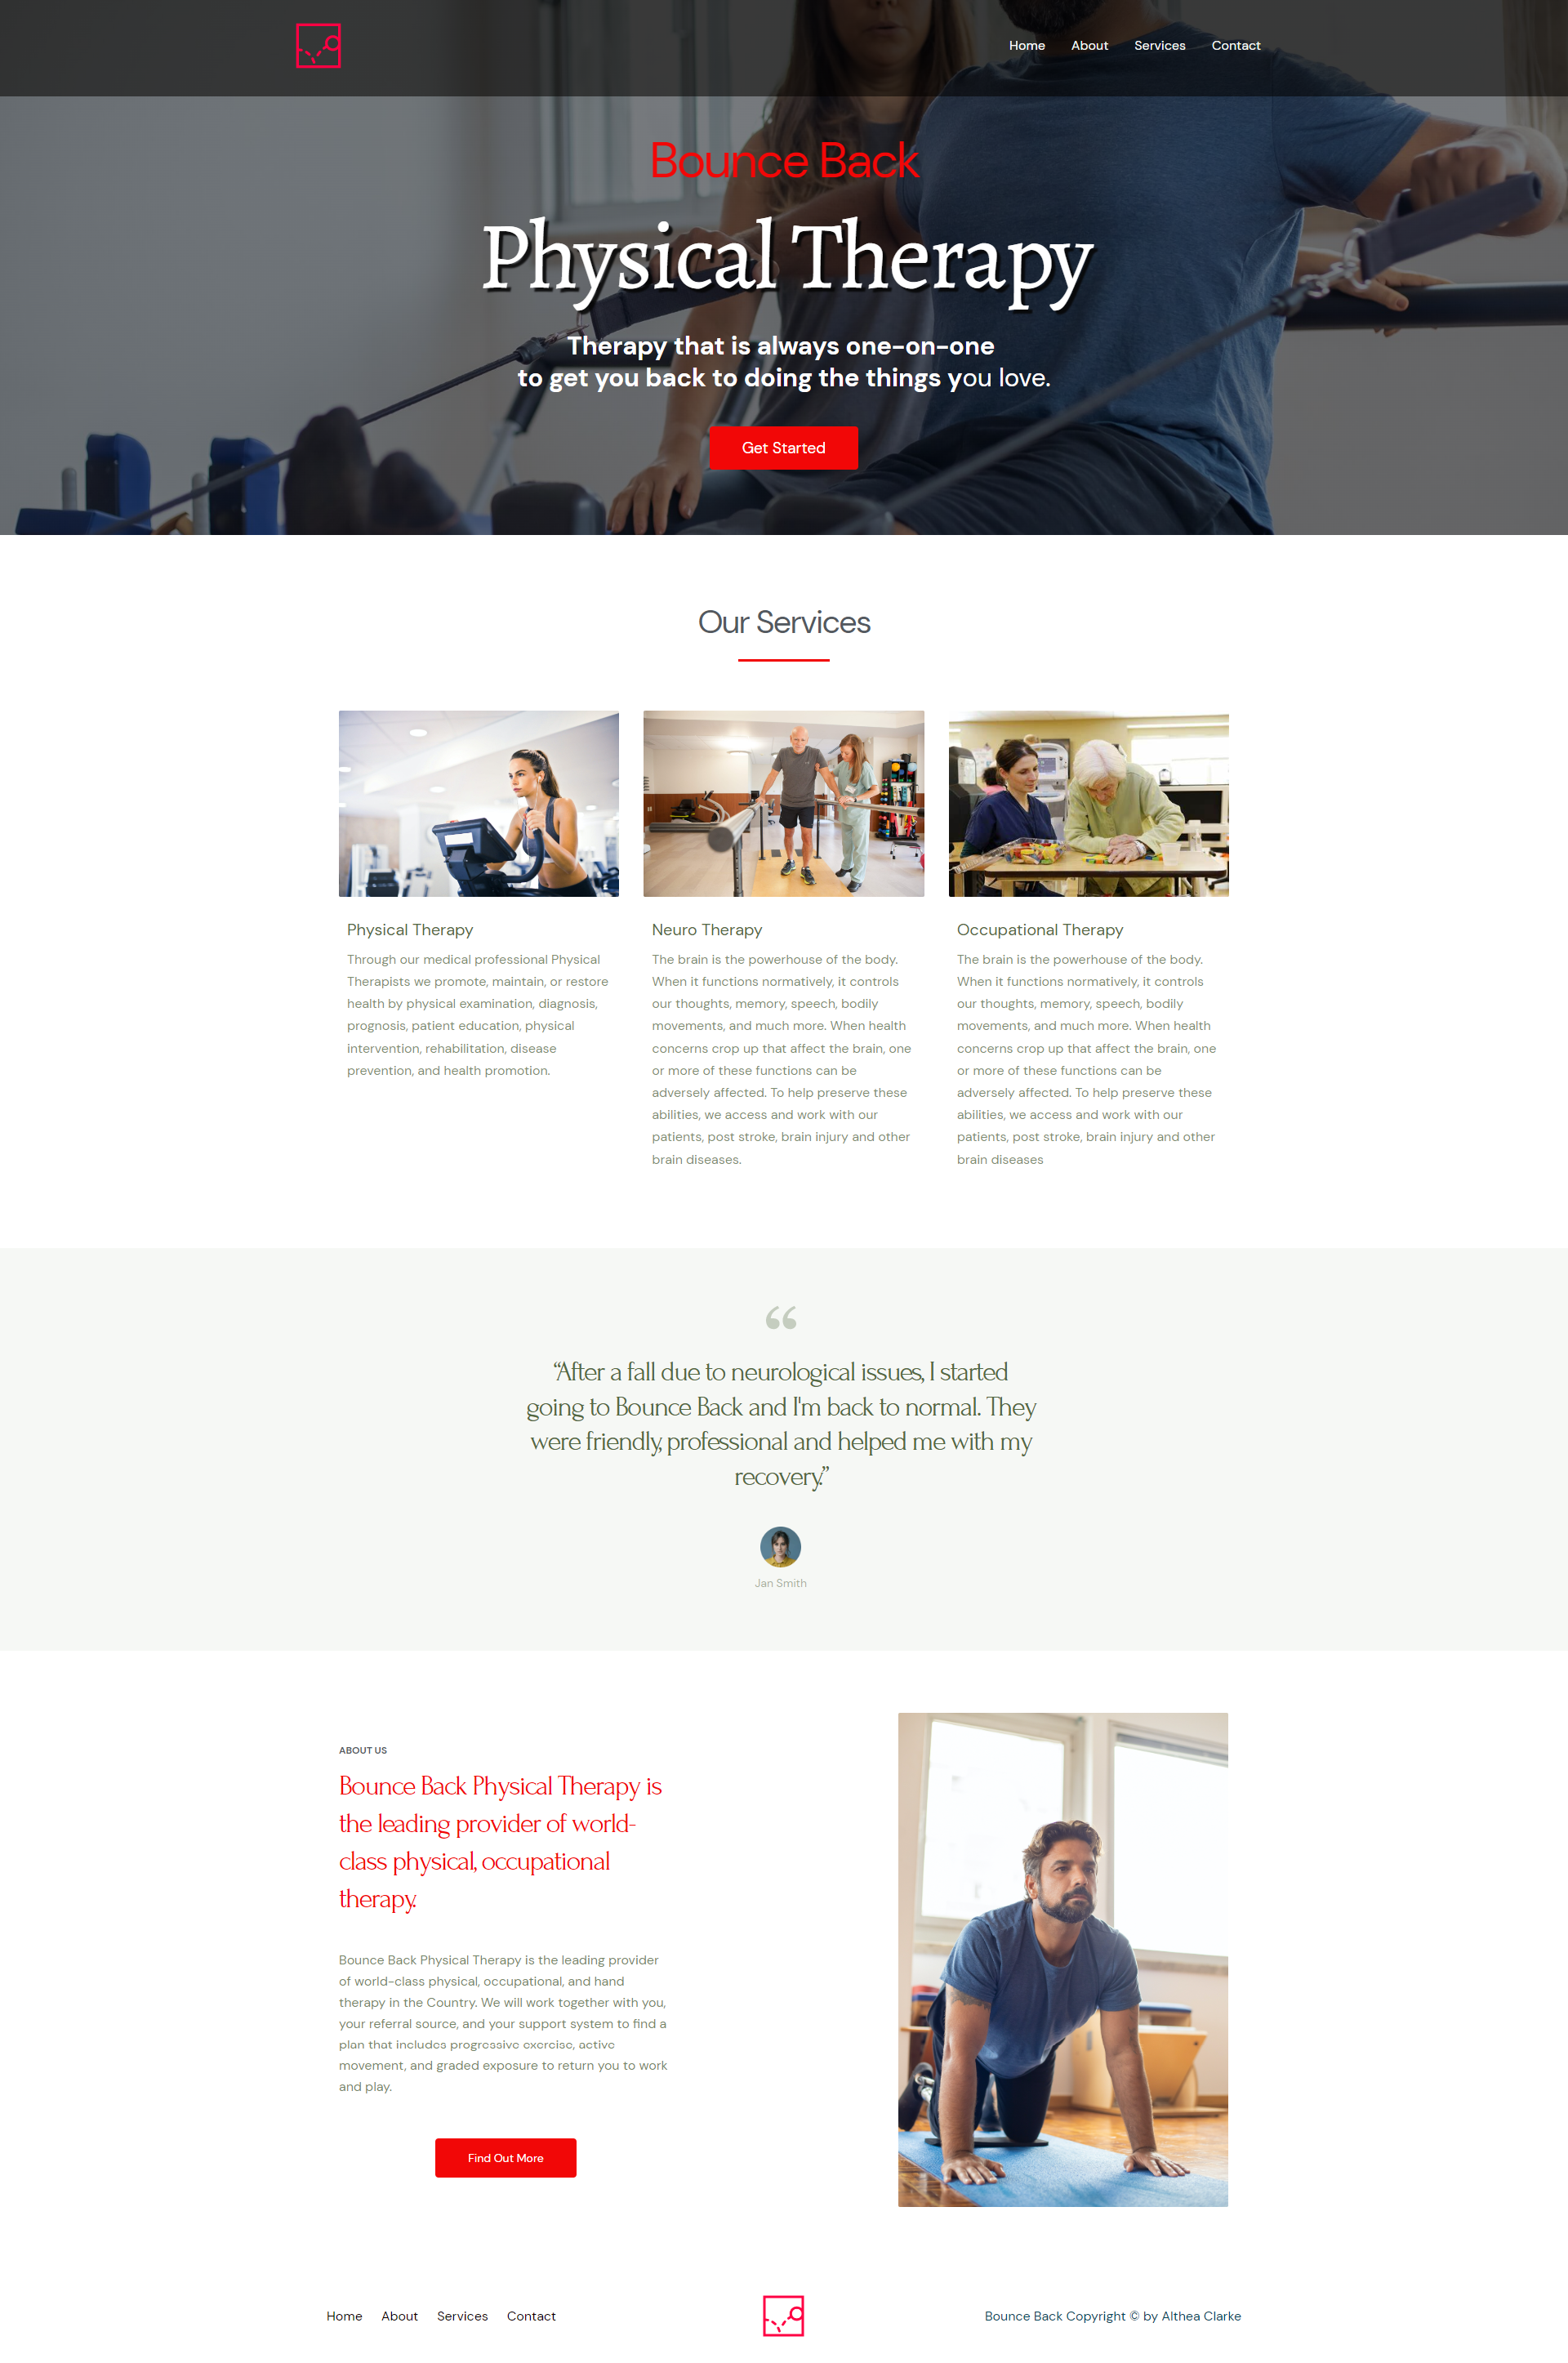 Home About Services Contact
Bounce Back
Physical Therapy
Therapy that is always one-on-one
to get you back to doing the things you love.
Get Started
Our Services
Physical Therapy
Through our medical professional Physical
Therapists we promote, maintain, or restore
health by physical examination, diagnosis,
prognosis, patient education, physical
intervention, rehabilitation, disease
prevention, and health promotion.
Neuro Therapy
The brain is the powerhouse of the body.
When it functions normatively, it controls
our thoughts, memory, speech, bodily
movements, and much more. When health
concerns crop up that affect the brain, one
or more of these functions can be
adversely affected. To help preserve these
abilities, we access and work with our
patients, post stroke, brain injury and other
brain diseases.
Occupational Therapy
The brain is the powerhouse of the body.
When it functions normatively, it controls
our thoughts, memory, speech, bodily
movements, and much more. When health
concerns crop up that affect the brain, one
or more of these functions can be
adversely affected. To help preserve these
abilities, we access and work with our
patients, post stroke, brain injury and other
brain diseases
“
“After a fall due to neurological issues, I started
going to Bounce Back and I'm back to normal. They
were friendly, professional and helped me with my
recovery.”
Jan Smith
ABOUT US
Bounce Back Physical Therapy is
the leading provider of world-
class physical, occupational
therapy.
Bounce Back Physical Therapy is the leading provider
of world-class physical, occupational, and hand
therapy in the Country. We will work together with you,
your referral source, and your support system to find a
plan that includes progressive exercise, active
movement, and graded exposure to return you to work
and play.
Find Out More
Home About Services Contact
Bounce Back Copyright © by Althea Clarke